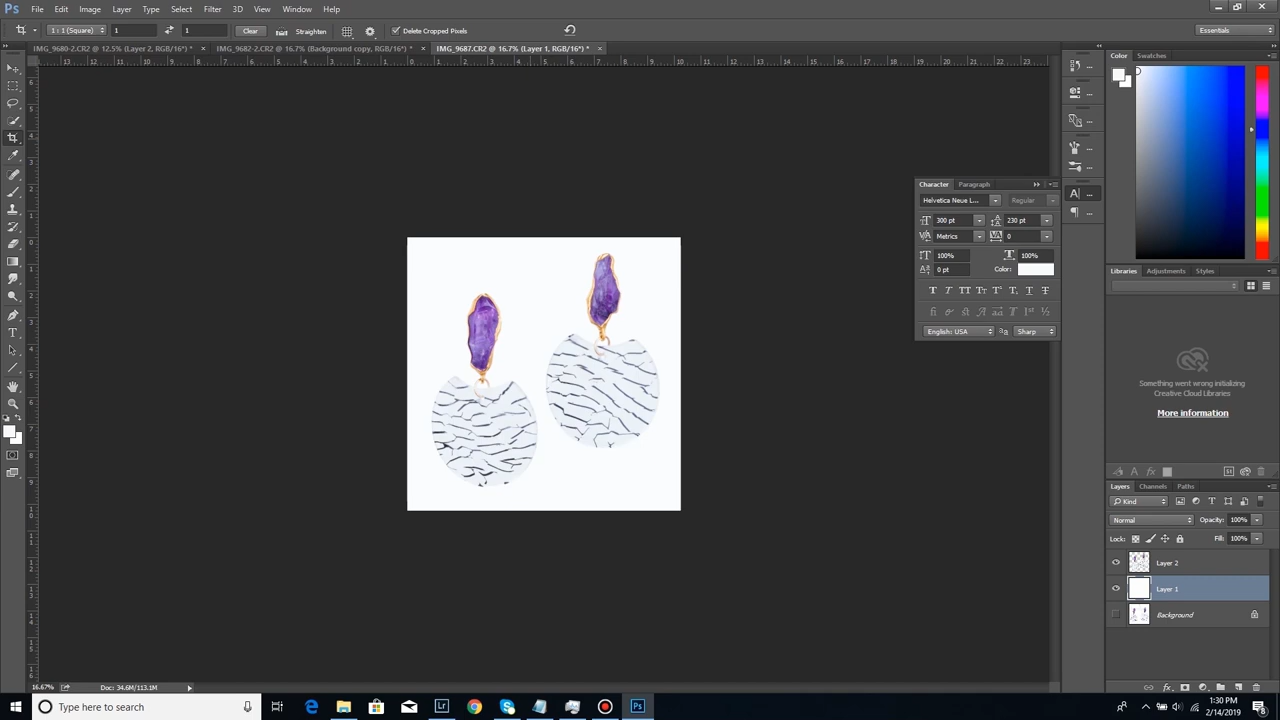 Ps File Edit Image Layer Type Select Filter 3D View Window Help
1 : 1 (Square) 1 1 Clear Straighten Delete Cropped Pixels Essentials
IMG_9680-2.CR2 @ 12.5% (Layer 2, RGB/16*) * × IMG_9682-2.CR2 @ 16.7% (Background copy, RGB/16*) * × IMG_9687.CR2 @ 16.7% (Layer 1, RGB/16*) * ×
Color Swatches
Character Paragraph
Helvetica Neue L... Regular
300 pt 230 pt
Metrics 0
100% 100%
0 pt Color:
English: USA Sharp
Libraries Adjustments Styles
Something went wrong initializing
Creative Cloud Libraries
More information
Layers Channels Paths
Kind
Normal Opacity: 100%
Lock: Fill: 100%
Layer 2
Layer 1
Background
16.67% Doc: 34.6M/113.1M
Type here to search
1:30 PM
2/14/2019